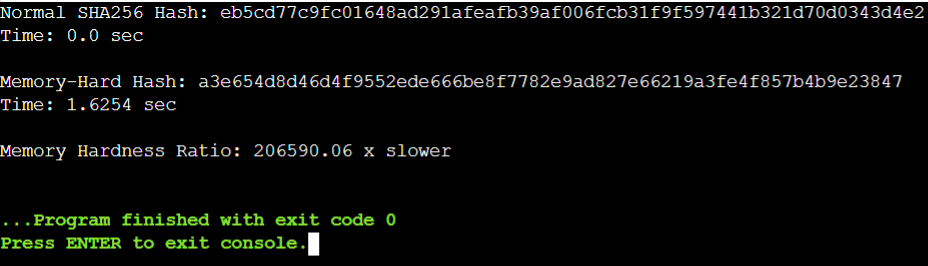 Normal SHA256 Hash: eb5cd77c9fc01648ad291afeafb39af006fcb31f9f597441b321d70d0343d4e2
Time: 0.0 sec
Memory-Hard Hash: a3e654d8d46d4f9552ede666be8f7782e9ad827e66219a3fe4f857b4b9e23847
Time: 1.6254 sec
Memory Hardness Ratio: 206590.06 x slower
...Program finished with exit code 0
Press ENTER to exit console.